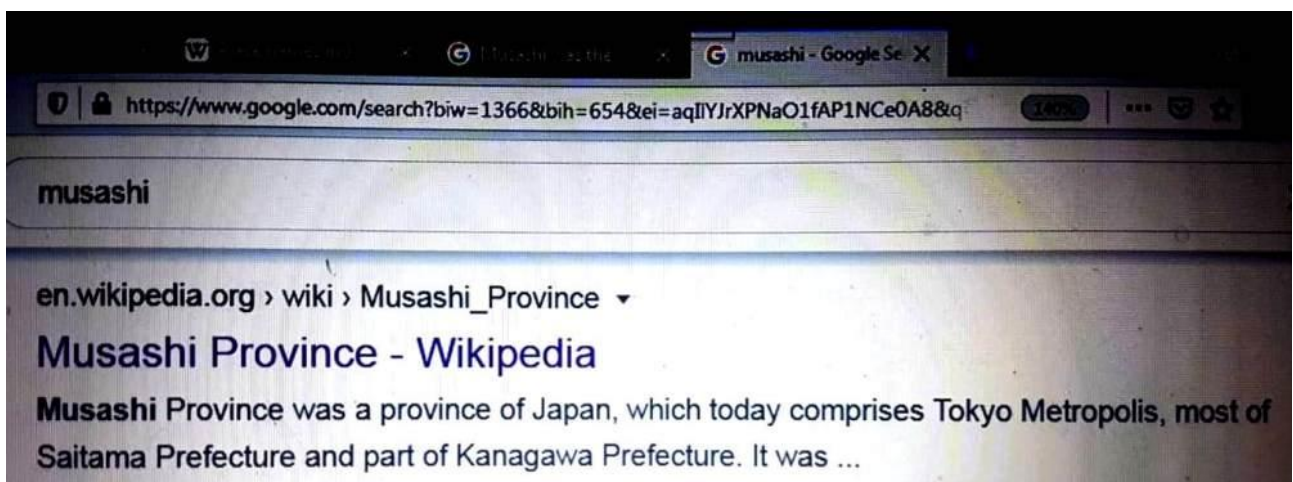 musashi - Google Se
https://www.google.com/search?biw=1366&bih=654&ei=aqIlYJrXPNaO1fAP1NCe0A8&q
140%
musashi
en.wikipedia.org › wiki › Musashi_Province
Musashi Province - Wikipedia
Musashi Province was a province of Japan, which today comprises Tokyo Metropolis, most of
Saitama Prefecture and part of Kanagawa Prefecture. It was ...